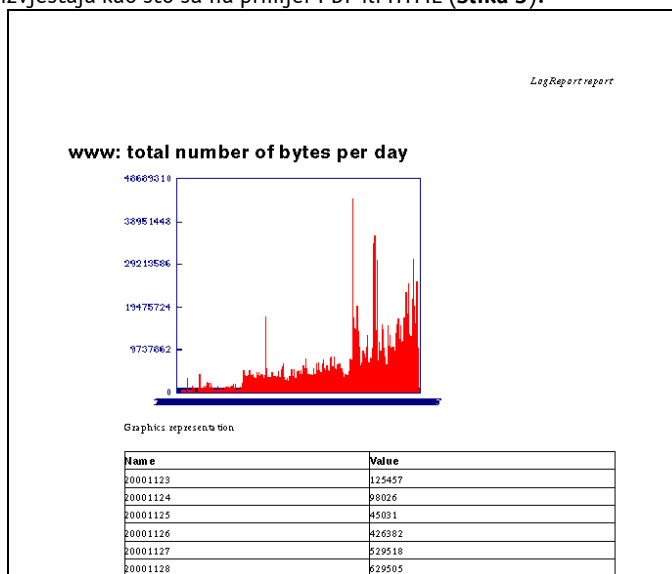 izvještaja kao što su na primjer PDF ili HTML (Slika 5).
LogReport report
www: total number of bytes per day
48689310
38951448
29213586
19475724
9737862
0
Graphics representation
Name Value
20001123 125457
20001124 98026
20001125 45031
20001126 426382
20001127 529518
20001128 629505